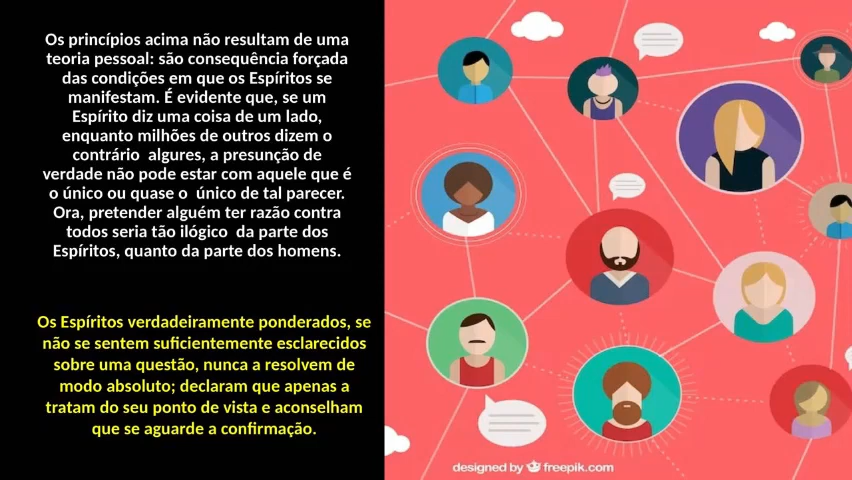 Os princípios acima não resultam de uma
teoria pessoal: são consequência forçada
das condições em que os Espíritos se
manifestam. É evidente que, se um
Espírito diz uma coisa de um lado,
enquanto milhões de outros dizem o
contrário algures, a presunção de
verdade não pode estar com aquele que é
o único ou quase o único de tal parecer.
Ora, pretender alguém ter razão contra
todos seria tão ilógico da parte dos
Espíritos, quanto da parte dos homens.
Os Espíritos verdadeiramente ponderados, se
não se sentem suficientemente esclarecidos
sobre uma questão, nunca a resolvem de
modo absoluto; declaram que apenas a
tratam do seu ponto de vista e aconselham
que se aguarde a confirmação.
designed by freepik.com